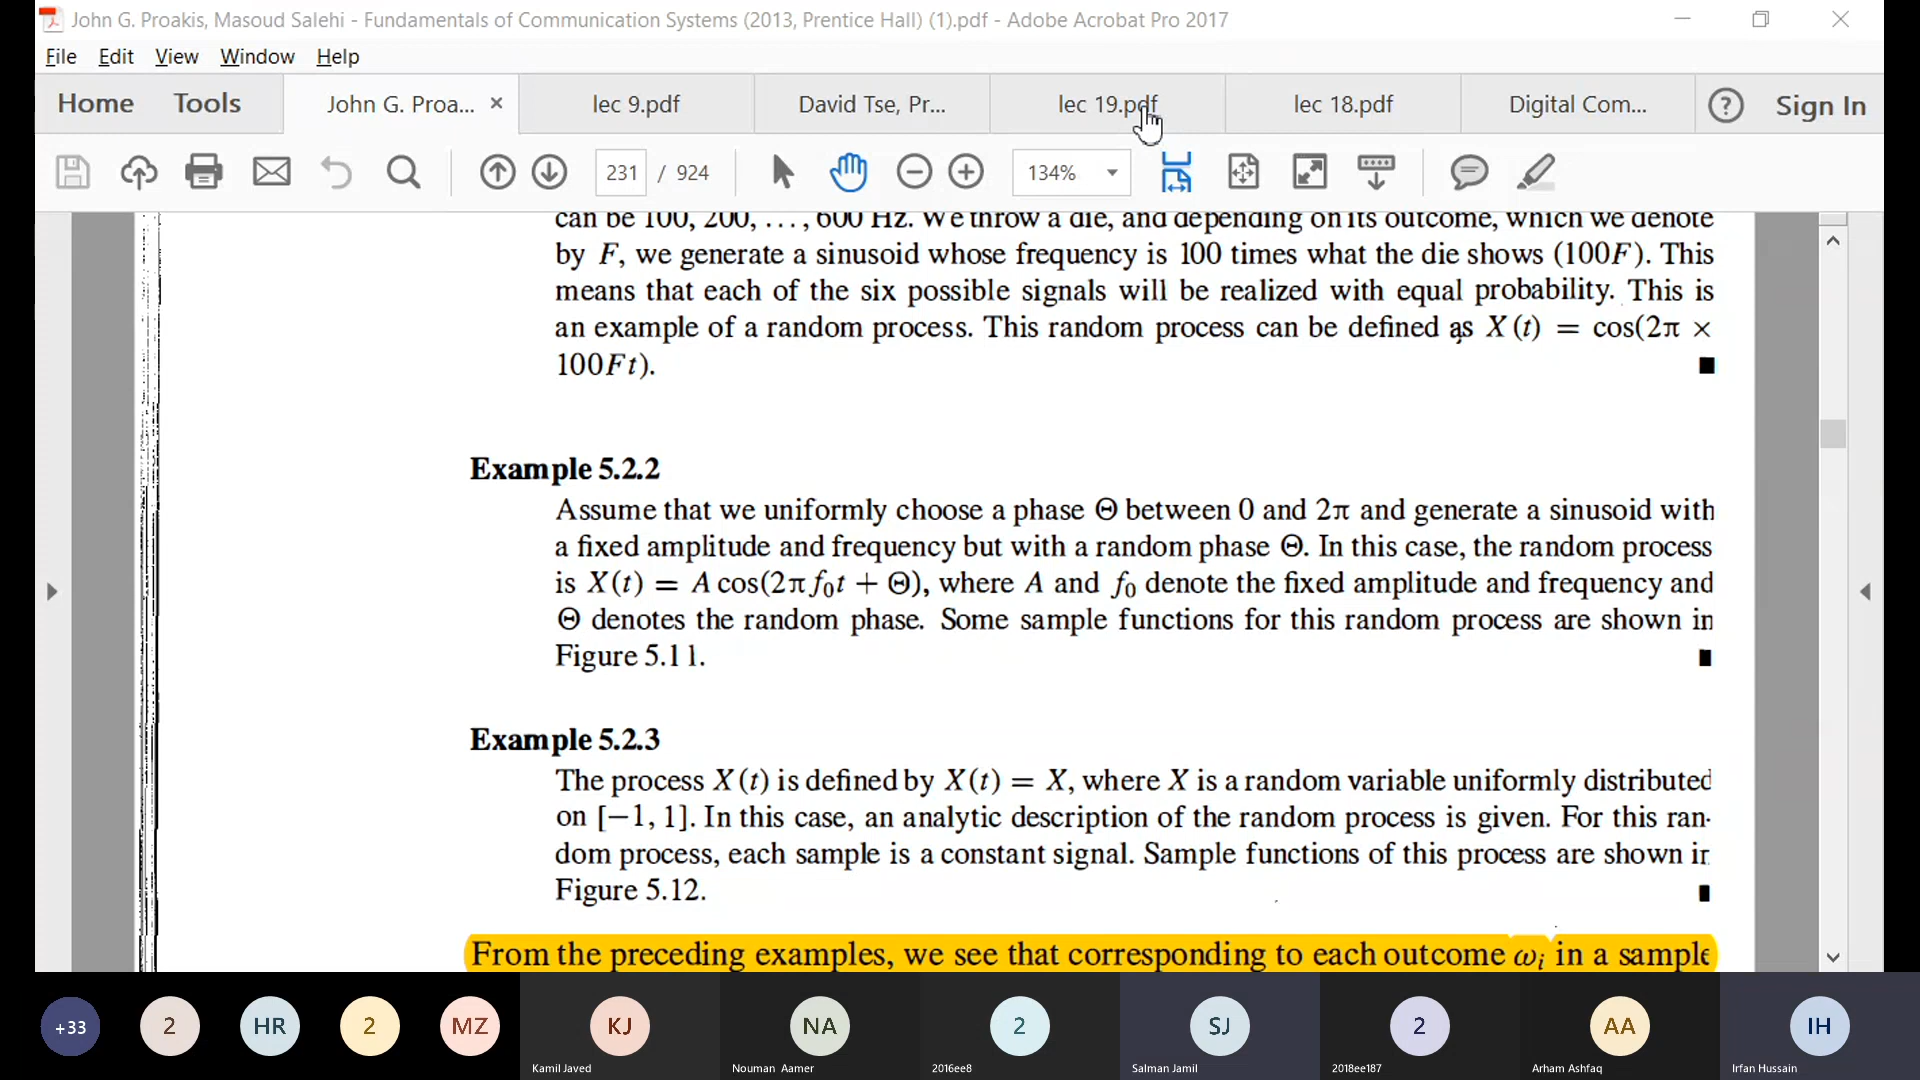 John G. Proakis, Masoud Salehi - Fundamentals of Communication Systems (2013, Prentice Hall) (1).pdf - Adobe Acrobat Pro 2017
File Edit View Window Help
Home Tools John G. Proa... × lec 9.pdf David Tse, Pr... lec 19.pdf lec 18.pdf Digital Com... ? Sign In
231 / 924 134%
can be 100, 200, ..., 600 Hz. We throw a die, and depending on its outcome, which we denote
by F, we generate a sinusoid whose frequency is 100 times what the die shows (100F). This
means that each of the six possible signals will be realized with equal probability. This is
an example of a random process. This random process can be defined as X(t) = cos(2π ×
100Ft).
Example 5.2.2
Assume that we uniformly choose a phase Θ between 0 and 2π and generate a sinusoid with
a fixed amplitude and frequency but with a random phase Θ. In this case, the random process
is X(t) = A cos(2πf₀t + Θ), where A and f₀ denote the fixed amplitude and frequency and
Θ denotes the random phase. Some sample functions for this random process are shown in
Figure 5.11.
Example 5.2.3
The process X(t) is defined by X(t) = X, where X is a random variable uniformly distributed
on [−1, 1]. In this case, an analytic description of the random process is given. For this ran-
dom process, each sample is a constant signal. Sample functions of this process are shown in
Figure 5.12.
From the preceding examples, we see that corresponding to each outcome ωᵢ in a sample
+33 2 HR 2 MZ KJ NA 2 SJ 2 AA IH
Kamil Javed Nouman Aamer 2016ee8 Salman Jamil 2018ee187 Arham Ashfaq Irfan Hussain